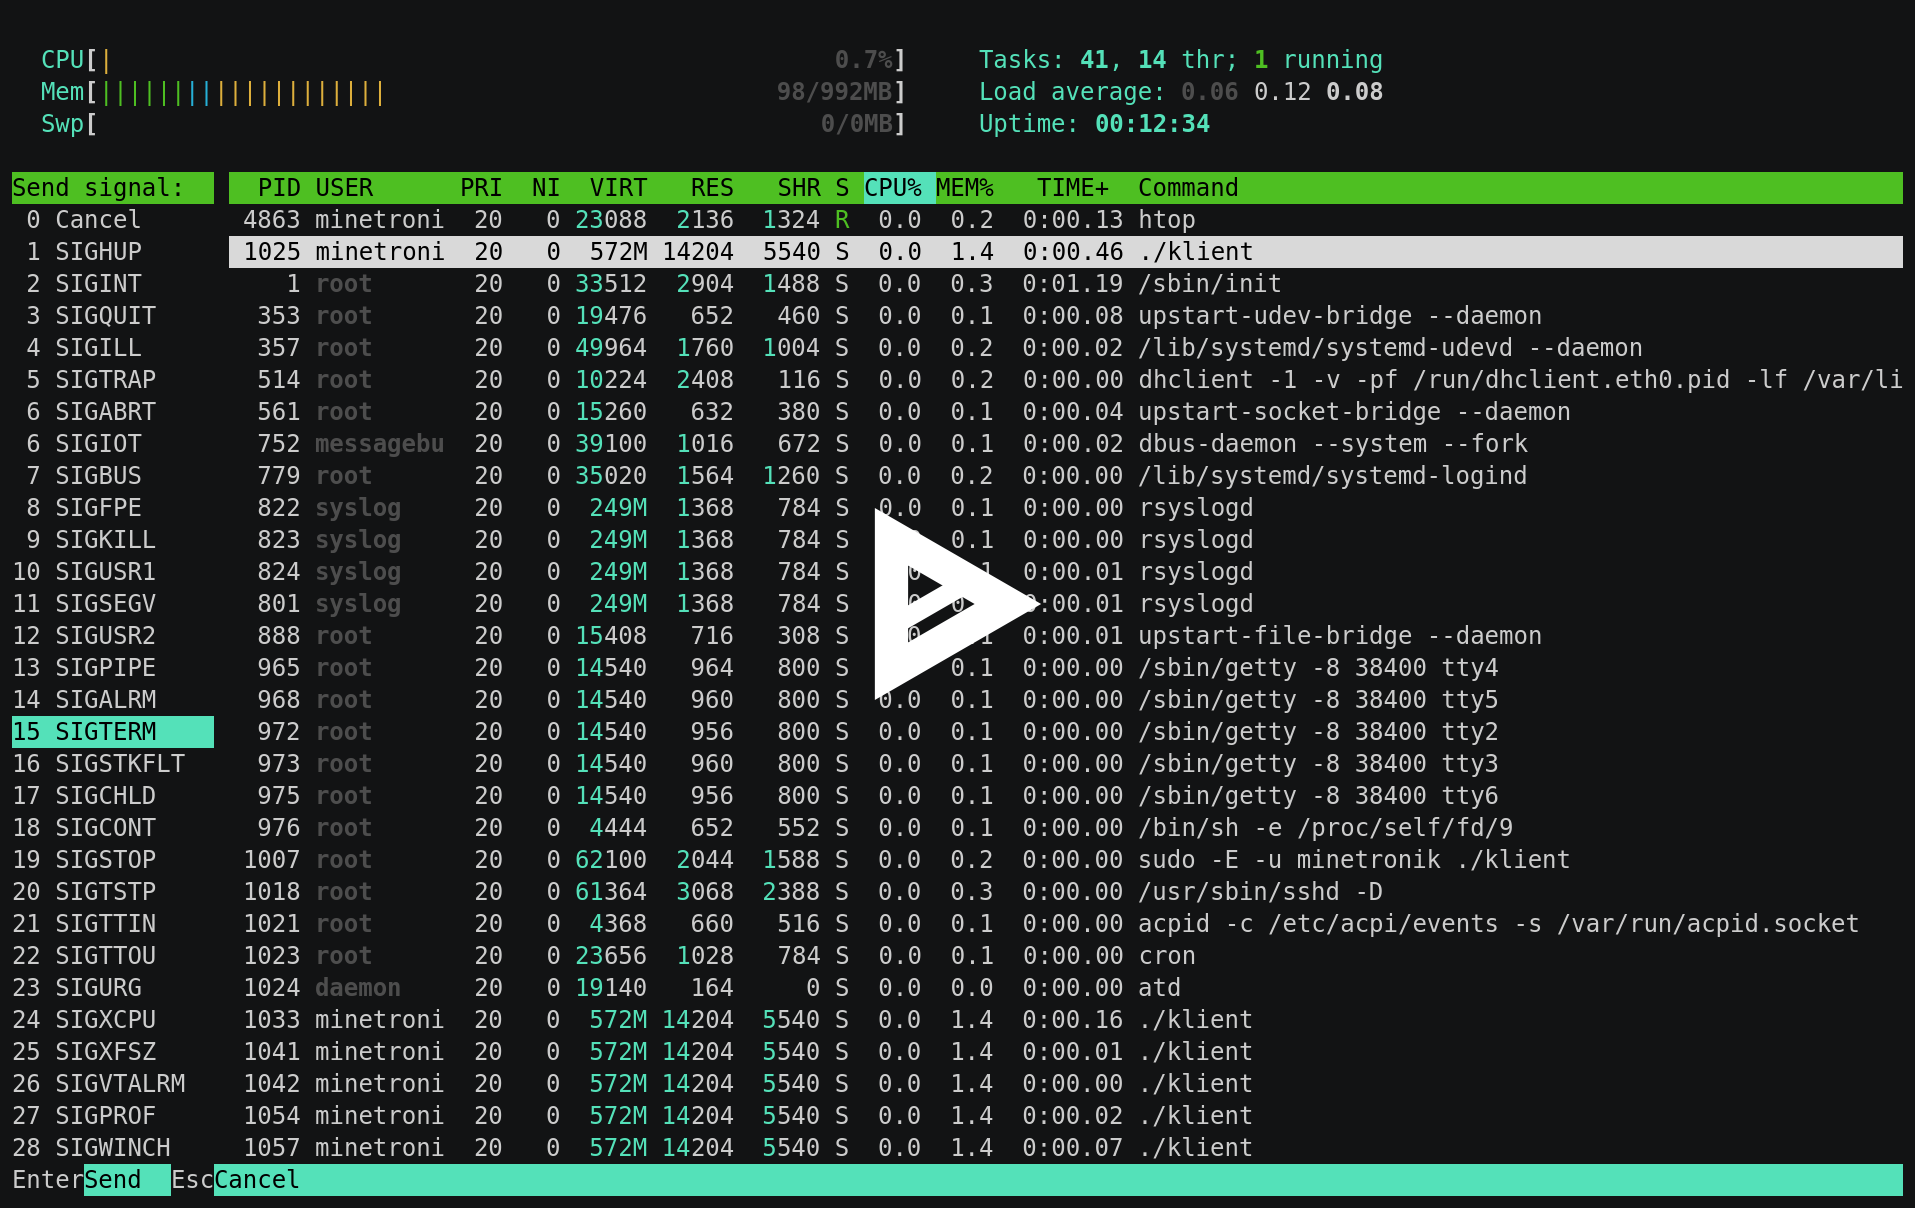 CPU[| 0.7%] Tasks: 41, 14 thr; 1 running
Mem[|||||||||||||||||||| 98/992MB] Load average: 0.06 0.12 0.08
Swp[ 0/0MB] Uptime: 00:12:34
Send signal: PID USER PRI NI VIRT RES SHR S CPU% MEM% TIME+ Command
0 Cancel 4863 minetroni 20 0 23088 2136 1324 R 0.0 0.2 0:00.13 htop
1 SIGHUP 1025 minetroni 20 0 572M 14204 5540 S 0.0 1.4 0:00.46 ./klient
2 SIGINT 1 root 20 0 33512 2904 1488 S 0.0 0.3 0:01.19 /sbin/init
3 SIGQUIT 353 root 20 0 19476 652 460 S 0.0 0.1 0:00.08 upstart-udev-bridge --daemon
4 SIGILL 357 root 20 0 49964 1760 1004 S 0.0 0.2 0:00.02 /lib/systemd/systemd-udevd --daemon
5 SIGTRAP 514 root 20 0 10224 2408 116 S 0.0 0.2 0:00.00 dhclient -1 -v -pf /run/dhclient.eth0.pid -lf /var/li
6 SIGABRT 561 root 20 0 15260 632 380 S 0.0 0.1 0:00.04 upstart-socket-bridge --daemon
6 SIGIOT 752 messagebu 20 0 39100 1016 672 S 0.0 0.1 0:00.02 dbus-daemon --system --fork
7 SIGBUS 779 root 20 0 35020 1564 1260 S 0.0 0.2 0:00.00 /lib/systemd/systemd-logind
8 SIGFPE 822 syslog 20 0 249M 1368 784 S 0.0 0.1 0:00.00 rsyslogd
9 SIGKILL 823 syslog 20 0 249M 1368 784 S 0.1 0:00.00 rsyslogd
10 SIGUSR1 824 syslog 20 0 249M 1368 784 S 0:00.01 rsyslogd
11 SIGSEGV 801 syslog 20 0 249M 1368 784 S 0:00.01 rsyslogd
12 SIGUSR2 888 root 20 0 15408 716 308 S 0:00.01 upstart-file-bridge --daemon
13 SIGPIPE 965 root 20 0 14540 964 800 S 0.1 0:00.00 /sbin/getty -8 38400 tty4
14 SIGALRM 968 root 20 0 14540 960 800 S 0.0 0.1 0:00.00 /sbin/getty -8 38400 tty5
15 SIGTERM 972 root 20 0 14540 956 800 S 0.0 0.1 0:00.00 /sbin/getty -8 38400 tty2
16 SIGSTKFLT 973 root 20 0 14540 960 800 S 0.0 0.1 0:00.00 /sbin/getty -8 38400 tty3
17 SIGCHLD 975 root 20 0 14540 956 800 S 0.0 0.1 0:00.00 /sbin/getty -8 38400 tty6
18 SIGCONT 976 root 20 0 4444 652 552 S 0.0 0.1 0:00.00 /bin/sh -e /proc/self/fd/9
19 SIGSTOP 1007 root 20 0 62100 2044 1588 S 0.0 0.2 0:00.00 sudo -E -u minetronik ./klient
20 SIGTSTP 1018 root 20 0 61364 3068 2388 S 0.0 0.3 0:00.00 /usr/sbin/sshd -D
21 SIGTTIN 1021 root 20 0 4368 660 516 S 0.0 0.1 0:00.00 acpid -c /etc/acpi/events -s /var/run/acpid.socket
22 SIGTTOU 1023 root 20 0 23656 1028 784 S 0.0 0.1 0:00.00 cron
23 SIGURG 1024 daemon 20 0 19140 164 0 S 0.0 0.0 0:00.00 atd
24 SIGXCPU 1033 minetroni 20 0 572M 14204 5540 S 0.0 1.4 0:00.16 ./klient
25 SIGXFSZ 1041 minetroni 20 0 572M 14204 5540 S 0.0 1.4 0:00.01 ./klient
26 SIGVTALRM 1042 minetroni 20 0 572M 14204 5540 S 0.0 1.4 0:00.00 ./klient
27 SIGPROF 1054 minetroni 20 0 572M 14204 5540 S 0.0 1.4 0:00.02 ./klient
28 SIGWINCH 1057 minetroni 20 0 572M 14204 5540 S 0.0 1.4 0:00.07 ./klient
EnterSend EscCancel